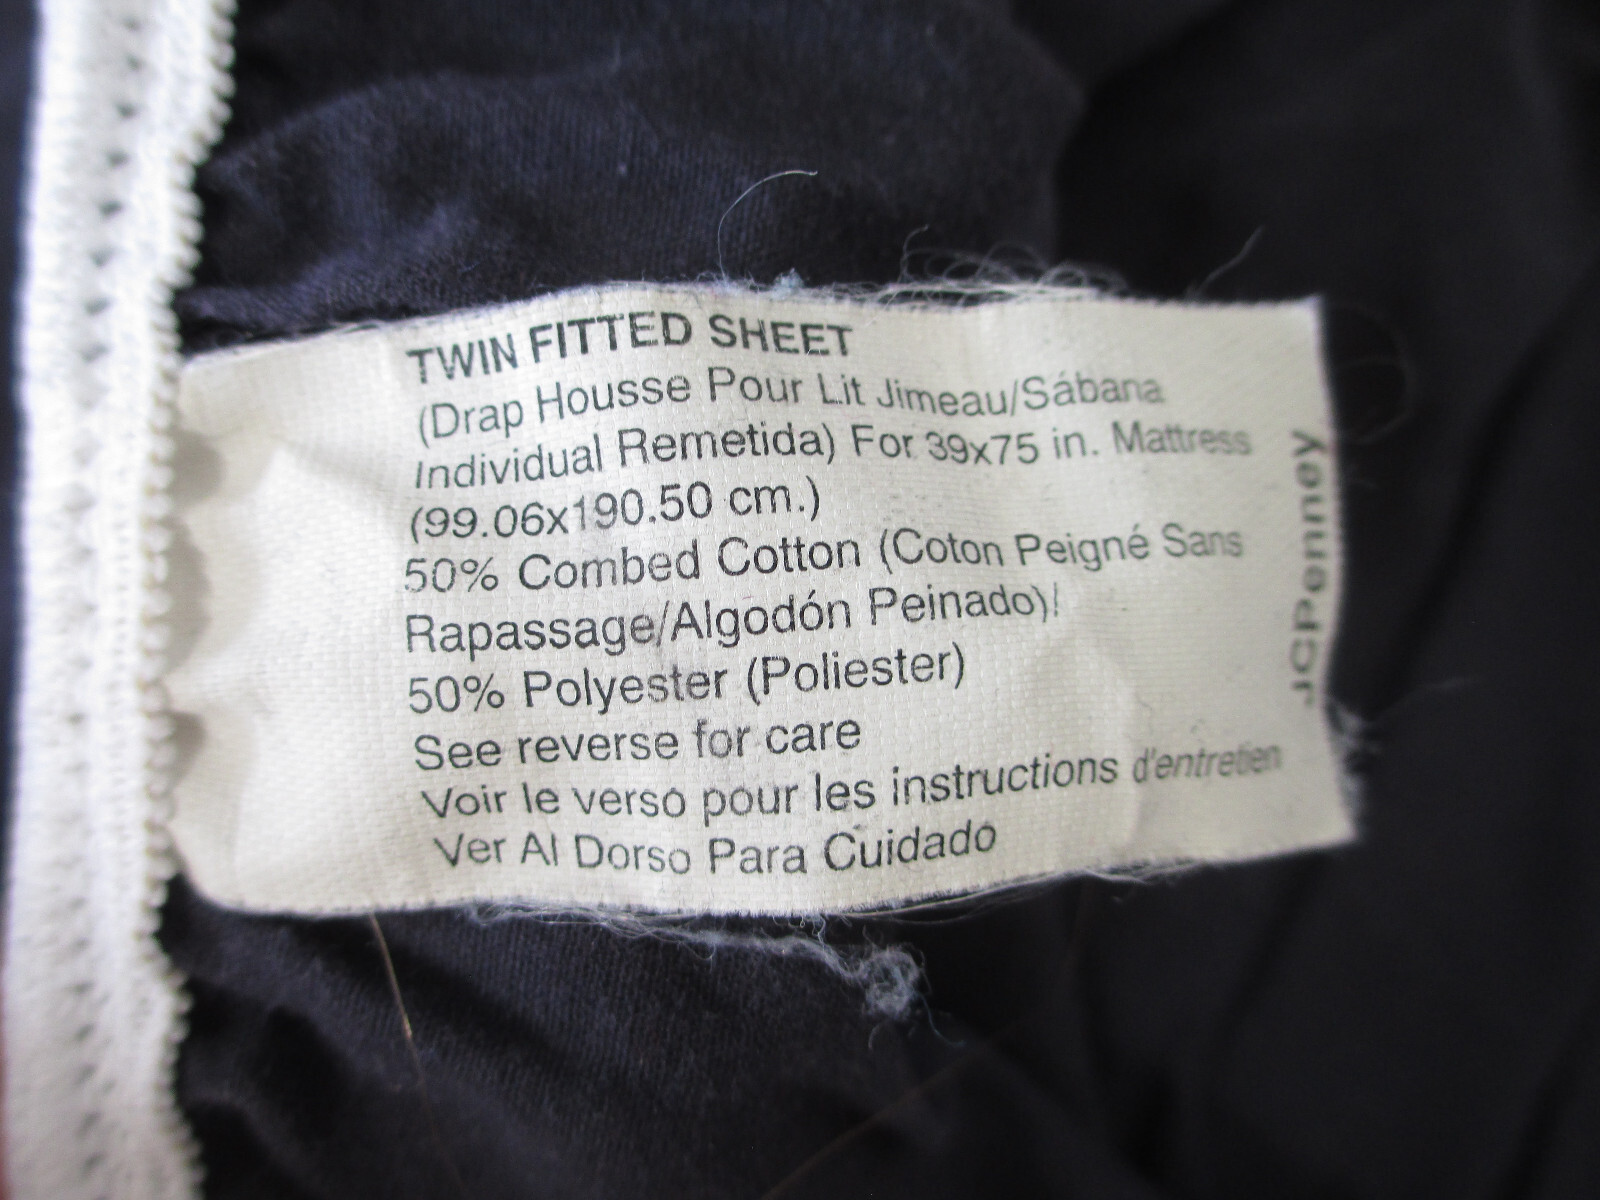 TWIN FITTED SHEET
(Drap Housse Pour Lit Jimeau/Sábana
Individual Remetida) For 39x75 in. Mattress
(99.06x190.50 cm.)
50% Combed Cotton (Coton Peigné Sans
Rapassage/Algodón Peinado)/
50% Polyester (Poliester)
See reverse for care
Voir le verso pour les instructions d'entretien
Ver Al Dorso Para Cuidado
JCPenney